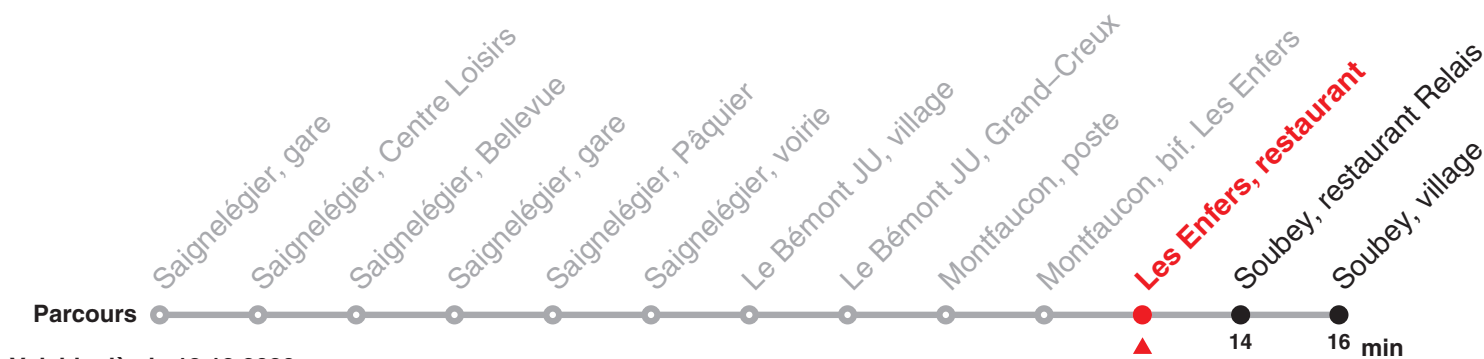 Saignelégier, gare
Saignelégier, Centre Loisirs
Saignelégier, Bellevue
Saignelégier, gare
Saignelégier, Pâquier
Saignelégier, voirie
Le Bémont JU, village
Le Bémont JU, Grand–Creux
Montfaucon, poste
Montfaucon, bif. Les Enfers
Les Enfers, restaurant
Soubey, restaurant Relais
Soubey, village
Parcours
14 16 min